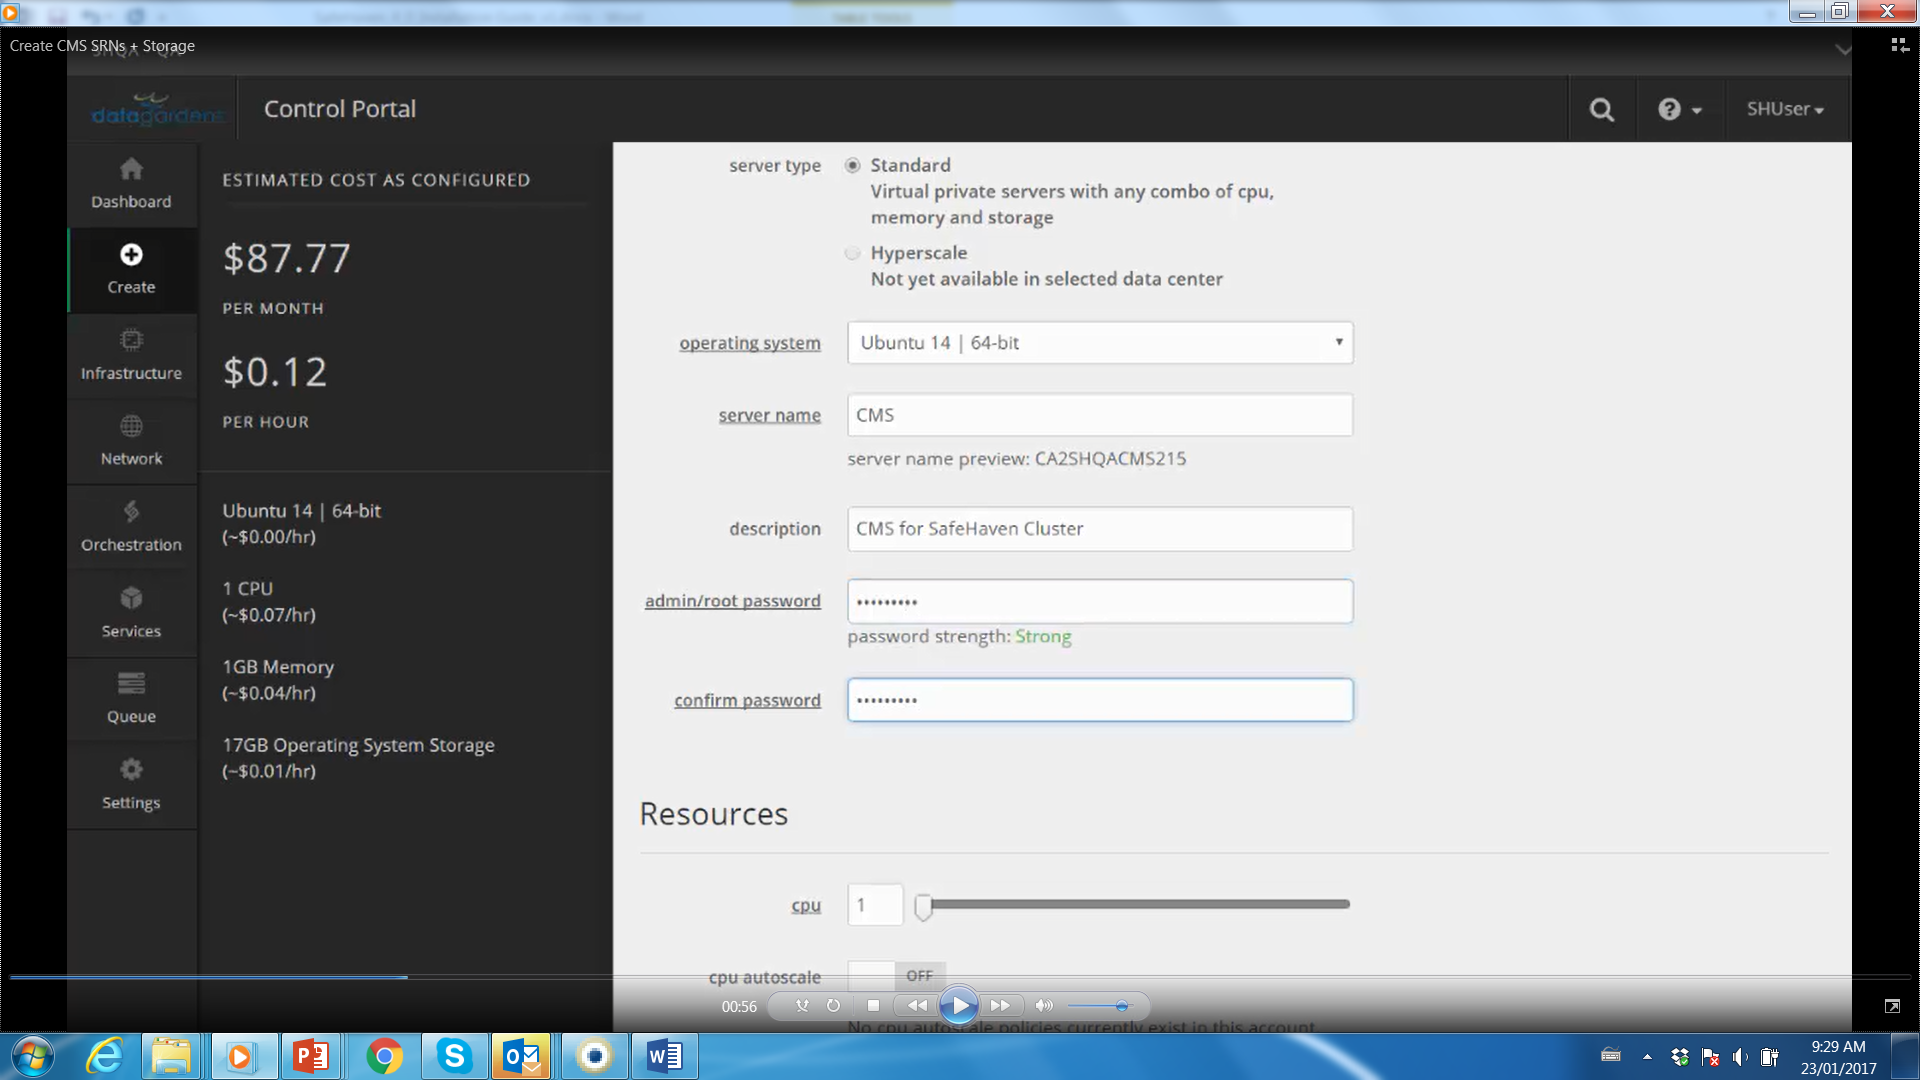 Create CMS SRNs + Storage
datagardens
Control Portal
SHUser
Dashboard
Create
Infrastructure
Network
Orchestration
Services
Queue
Settings
ESTIMATED COST AS CONFIGURED
$87.77
PER MONTH
$0.12
PER HOUR
Ubuntu 14 | 64-bit
(~$0.00/hr)
1 CPU
(~$0.07/hr)
1GB Memory
(~$0.04/hr)
17GB Operating System Storage
(~$0.01/hr)
server type
Standard
Virtual private servers with any combo of cpu,
memory and storage
Hyperscale
Not yet available in selected data center
operating system
Ubuntu 14 | 64-bit
server name
CMS
server name preview: CA2SHQACMS215
description
CMS for SafeHaven Cluster
admin/root password
•••••••••
password strength: Strong
confirm password
•••••••••
Resources
cpu
1
cpu autoscale
OFF
No cpu autoscale policies currently exist in this account
00:56
9:29 AM
23/01/2017